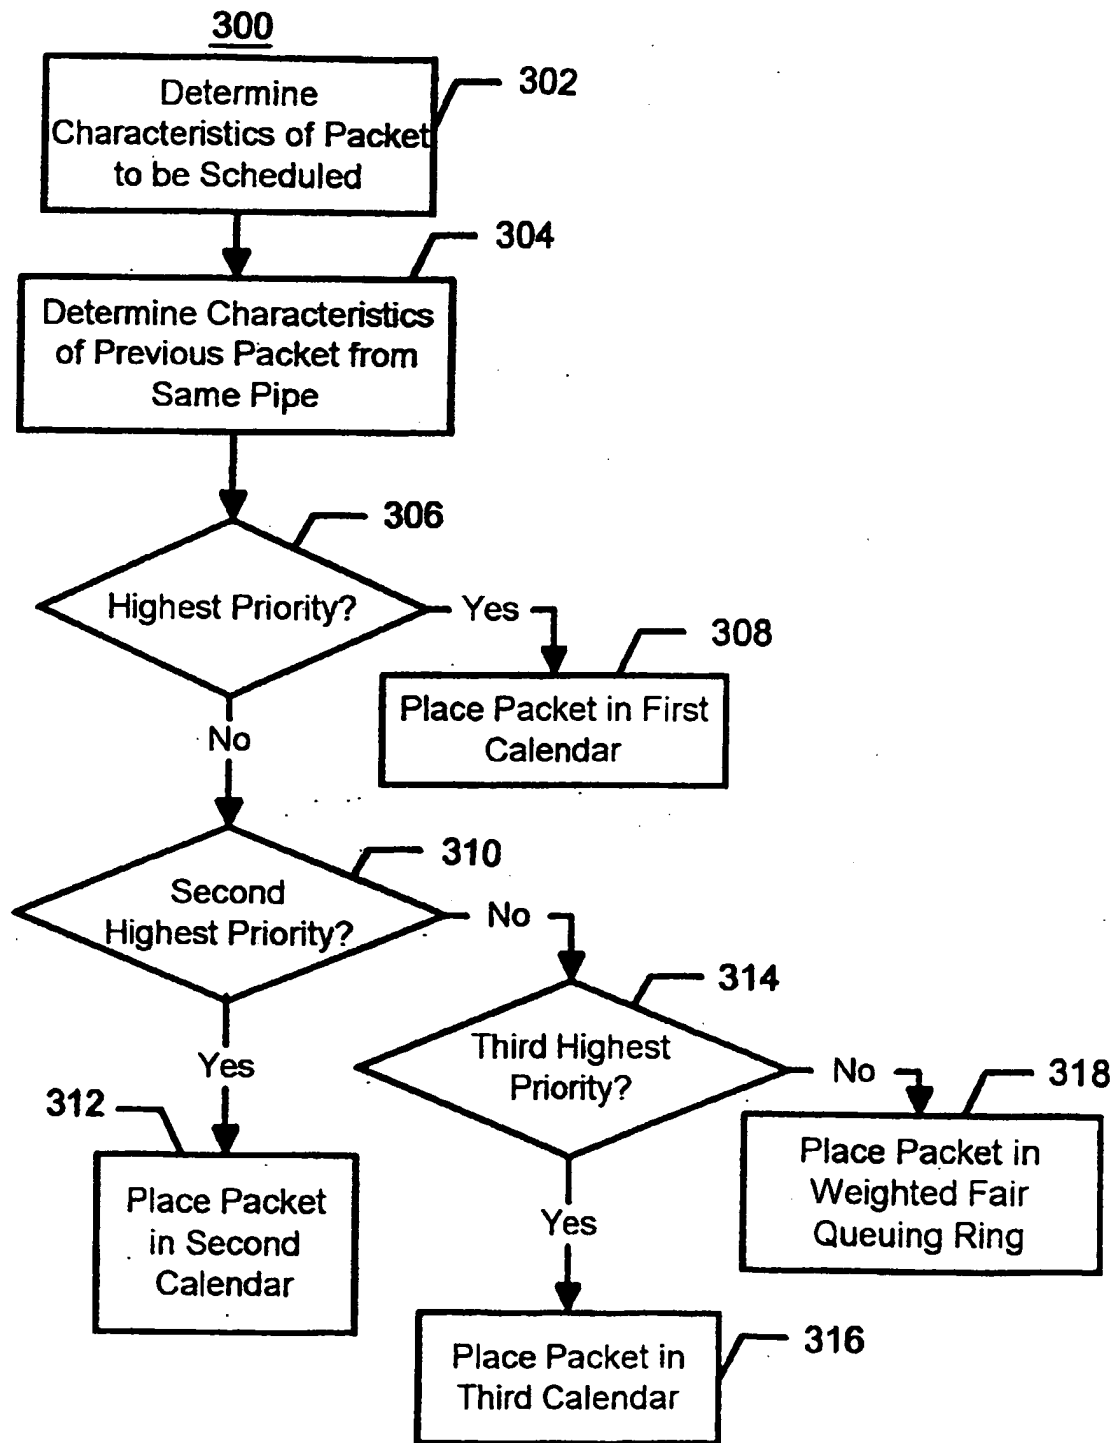 300
Determine
Characteristics of Packet
to be Scheduled
302
304
Determine Characteristics
of Previous Packet from
Same Pipe
306
Highest Priority?
Yes
308
Place Packet in First
Calendar
No
310
Second
Highest Priority?
No
314
Third Highest
Priority?
Yes
312
Place Packet
in Second
Calendar
No
318
Place Packet in
Weighted Fair
Queuing Ring
Yes
316
Place Packet in
Third Calendar